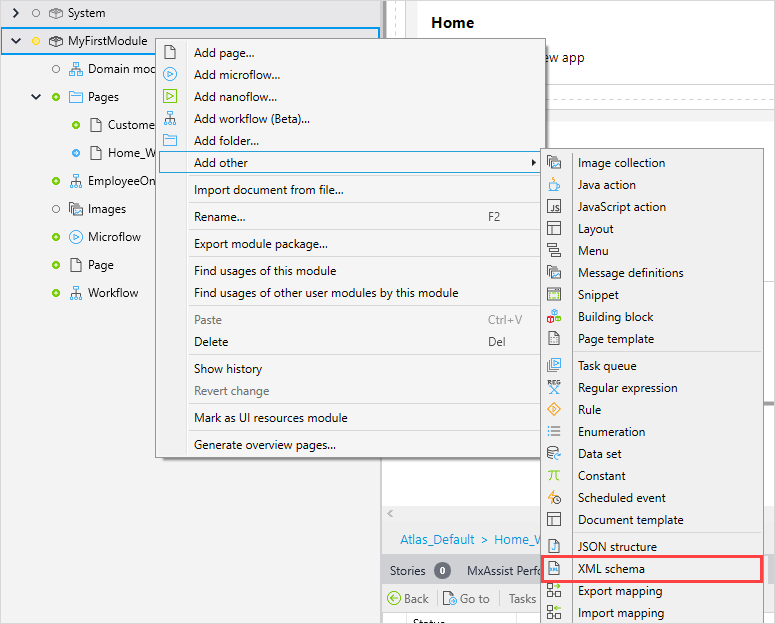 System
MyFirstModule
Domain mod
Pages
Custome
Home_W
EmployeeOn
Images
Microflow
Page
Workflow
Home
ew app
Add page...
Add microflow...
Add nanoflow...
Add workflow (Beta)...
Add folder...
Add other
Import document from file...
Rename... F2
Export module package...
Find usages of this module
Find usages of other user modules by this module
Paste Ctrl+V
Delete Del
Show history
Revert change
Mark as UI resources module
Generate overview pages...
Image collection
Java action
JS JavaScript action
Layout
Menu
Message definitions
Snippet
Building block
Page template
Task queue
REG Regular expression
Rule
Enumeration
Data set
Constant
Scheduled event
Document template
JSON structure
XML schema
Export mapping
Import mapping
Atlas_Default > Home_W
Stories 0 MxAssist Perfo
Back Go to Tasks
Status